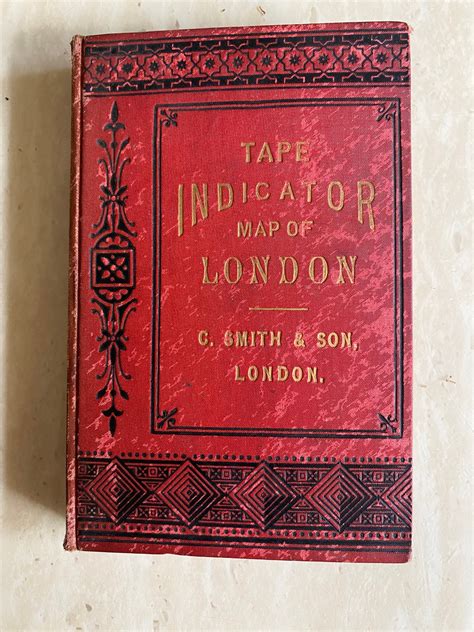 TAPE
INDICATOR
MAP OF
LONDON
C. SMITH & SON,
LONDON.